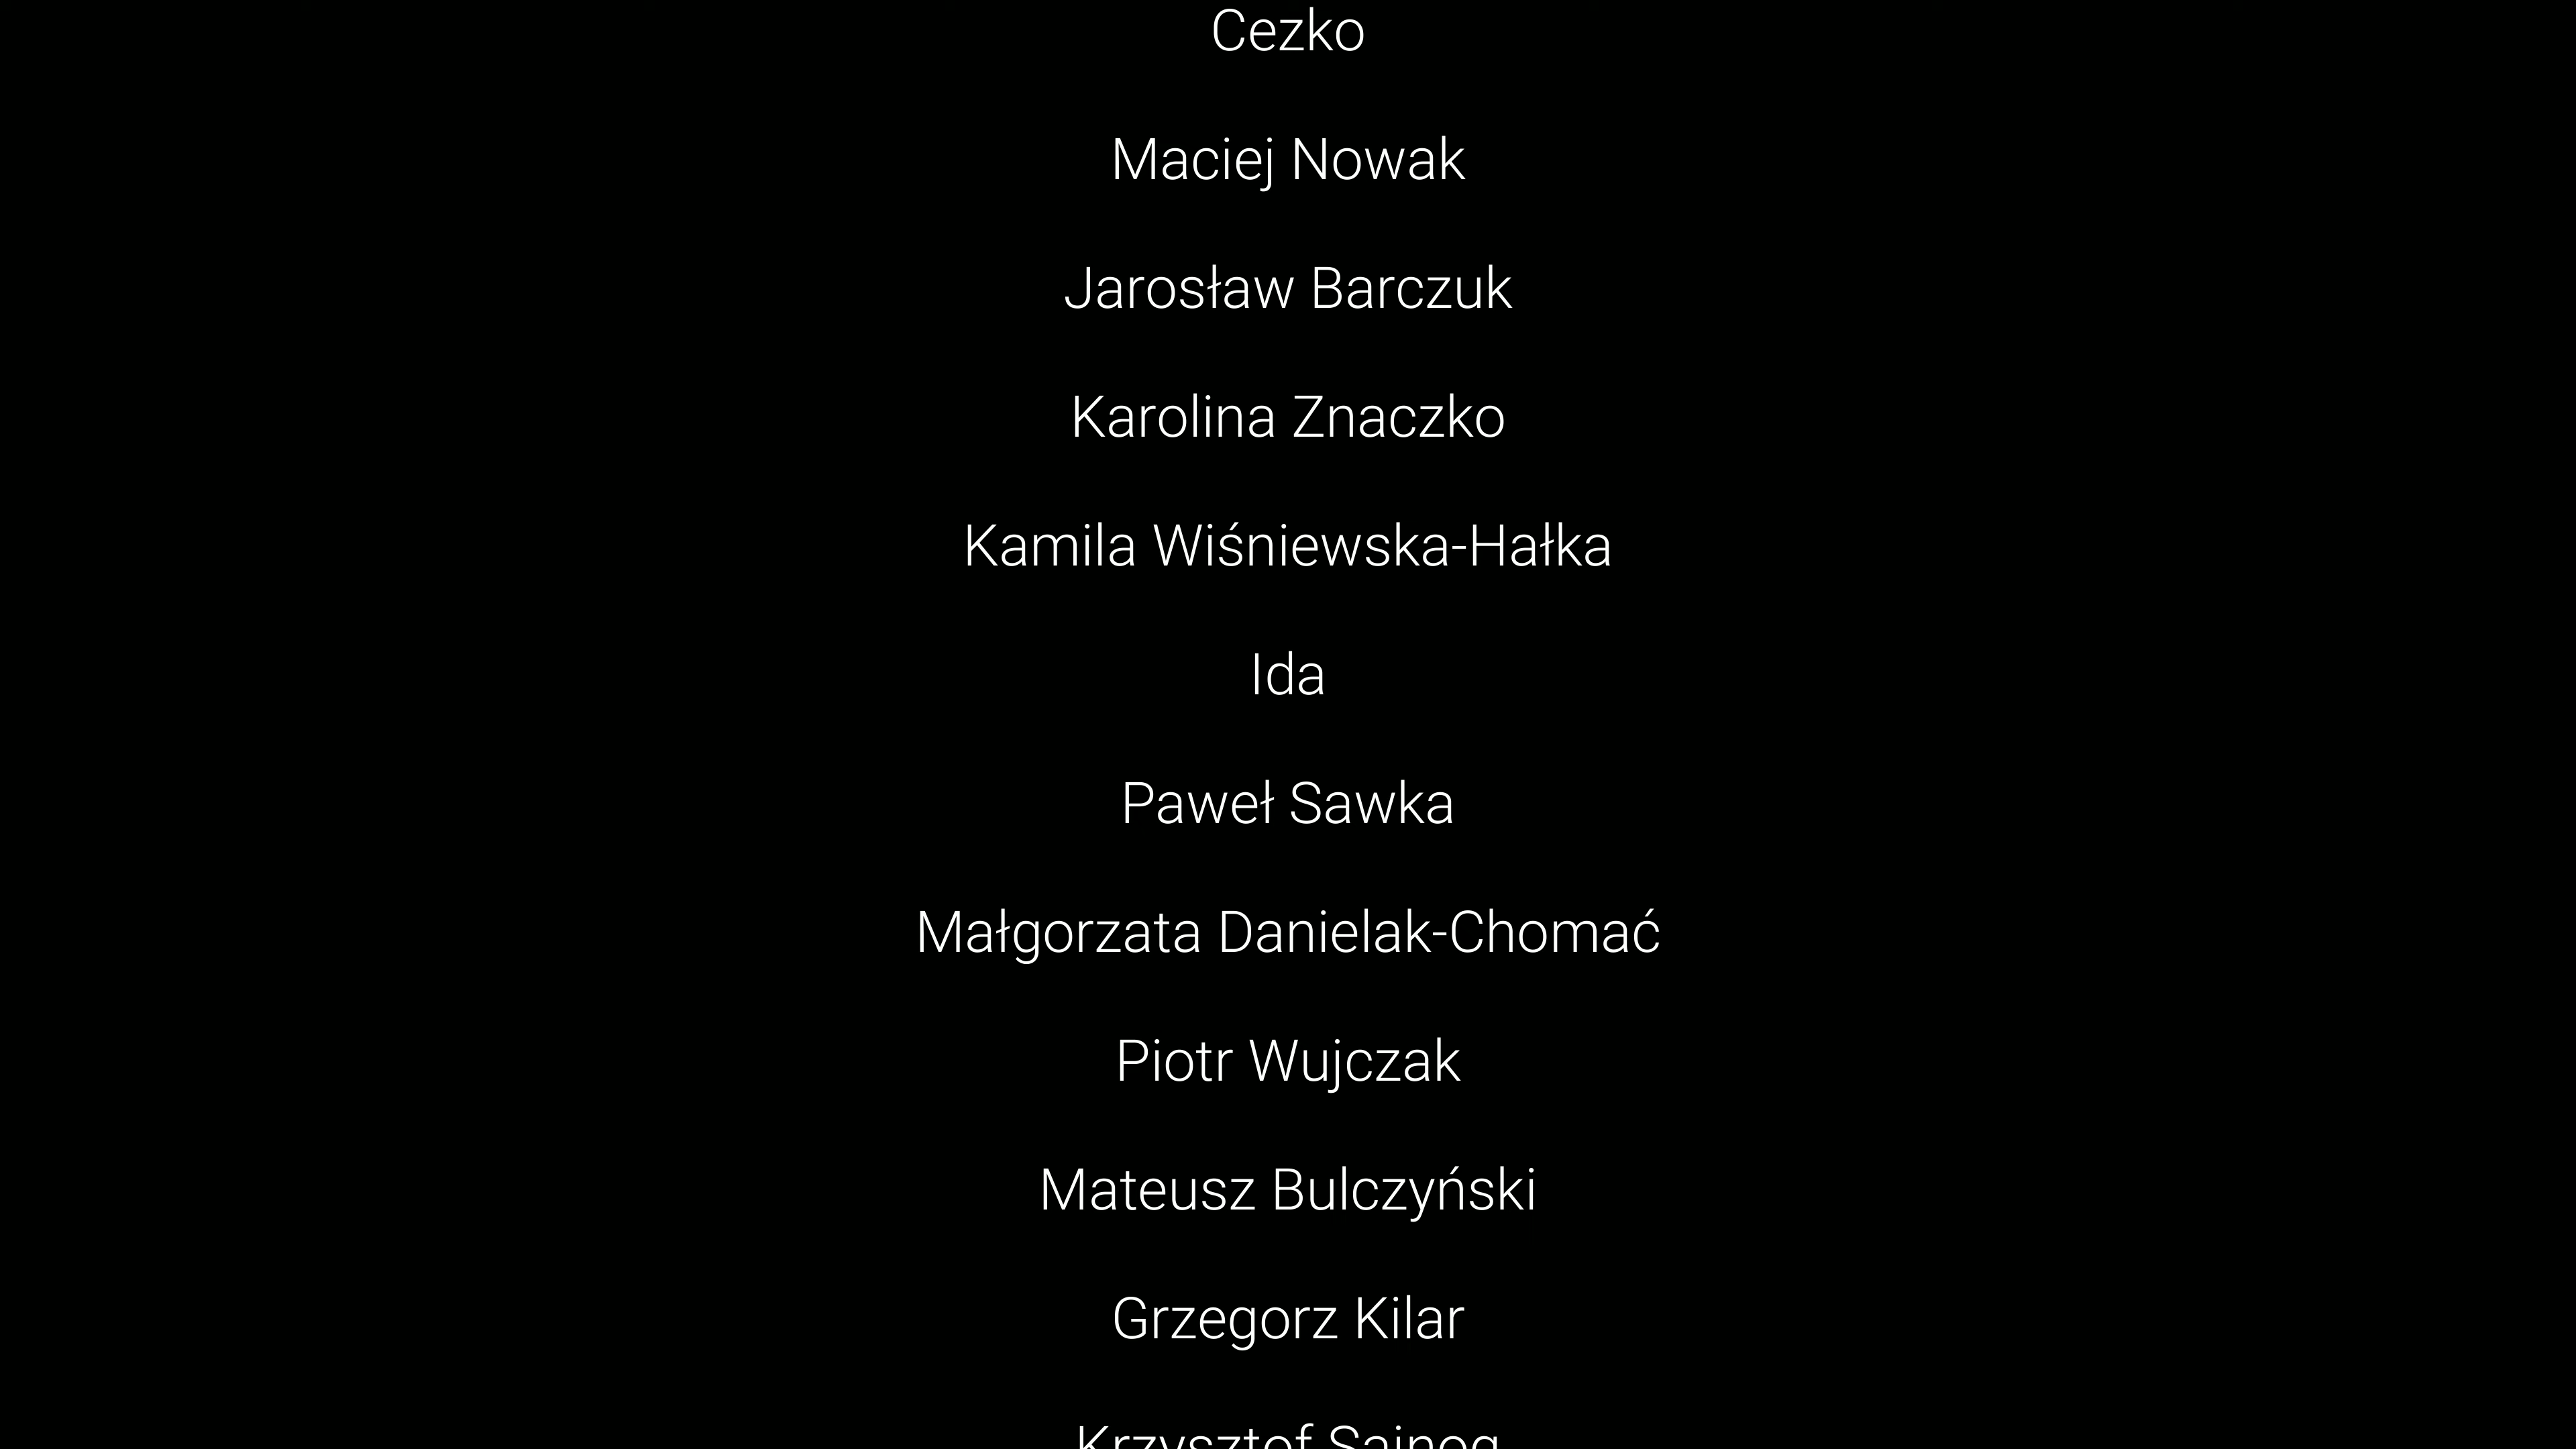 Cezko
Maciej Nowak
Jarosław Barczuk
Karolina Znaczko
Kamila Wiśniewska-Hałka
Ida
Paweł Sawka
Małgorzata Danielak-Chomać
Piotr Wujczak
Mateusz Bulczyński
Grzegorz Kilar
Krzysztof